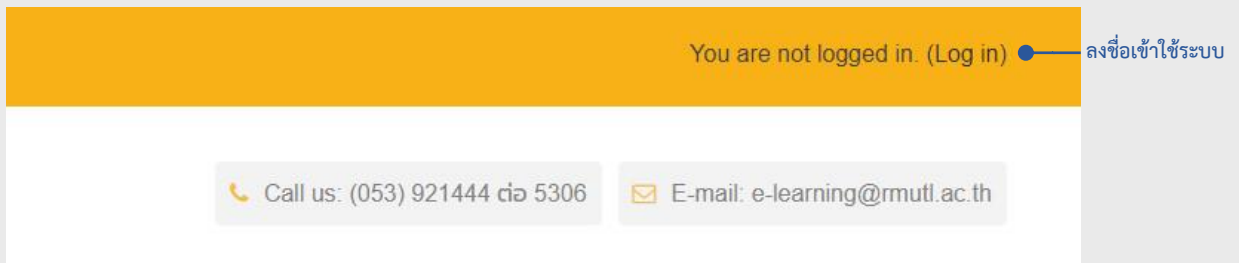 You are not logged in. (Log in) ลงชื่อเข้าใช้ระบบ
Call us: (053) 921444 ต่อ 5306 E-mail: e-learning@rmutl.ac.th